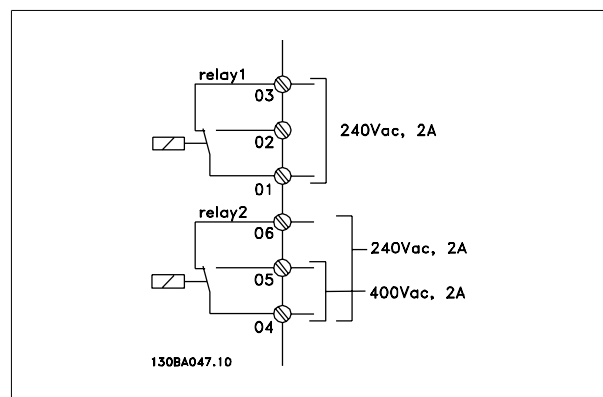 relay1
03
240Vac, 2A
02
01
relay2
06
240Vac, 2A
05
400Vac, 2A
04
130BA047.10